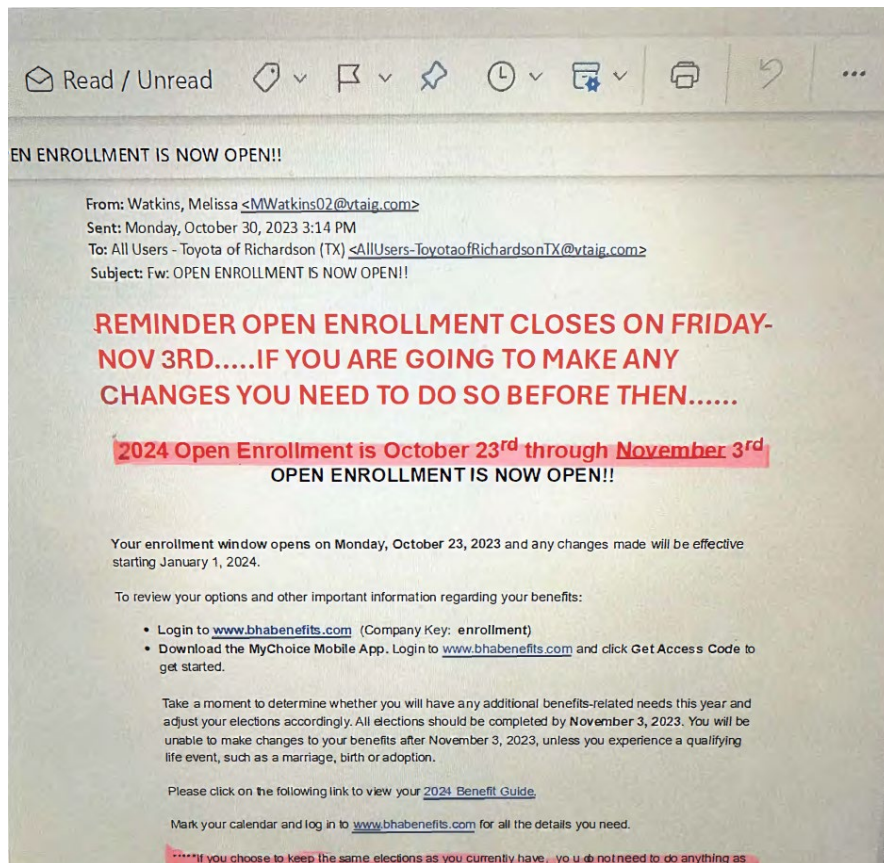 Read / Unread
EN ENROLLMENT IS NOW OPEN!!
From: Watkins, Melissa <MWatkins02@vtaig.com>
Sent: Monday, October 30, 2023 3:14 PM
To: All Users - Toyota of Richardson (TX) <AllUsers-ToyotaofRichardsonTX@vtaig.com>
Subject: Fw: OPEN ENROLLMENT IS NOW OPEN!!
REMINDER OPEN ENROLLMENT CLOSES ON FRIDAY-
NOV 3RD.....IF YOU ARE GOING TO MAKE ANY
CHANGES YOU NEED TO DO SO BEFORE THEN......
2024 Open Enrollment is October 23rd through November 3rd
OPEN ENROLLMENT IS NOW OPEN!!
Your enrollment window opens on Monday, October 23, 2023 and any changes made will be effective
starting January 1, 2024.
To review your options and other important information regarding your benefits:
• Login to www.bhabenefits.com (Company Key: enrollment)
• Download the MyChoice Mobile App. Login to www.bhabenefits.com and click Get Access Code to
get started.
Take a moment to determine whether you will have any additional benefits-related needs this year and
adjust your elections accordingly. All elections should be completed by November 3, 2023. You will be
unable to make changes to your benefits after November 3, 2023, unless you experience a qualifying
life event, such as a marriage, birth or adoption.
Please click on the following link to view your 2024 Benefit Guide.
Mark your calendar and log in to www.bhabenefits.com for all the details you need.
*****If you choose to keep the same elections as you currently have, you do not need to do anything as